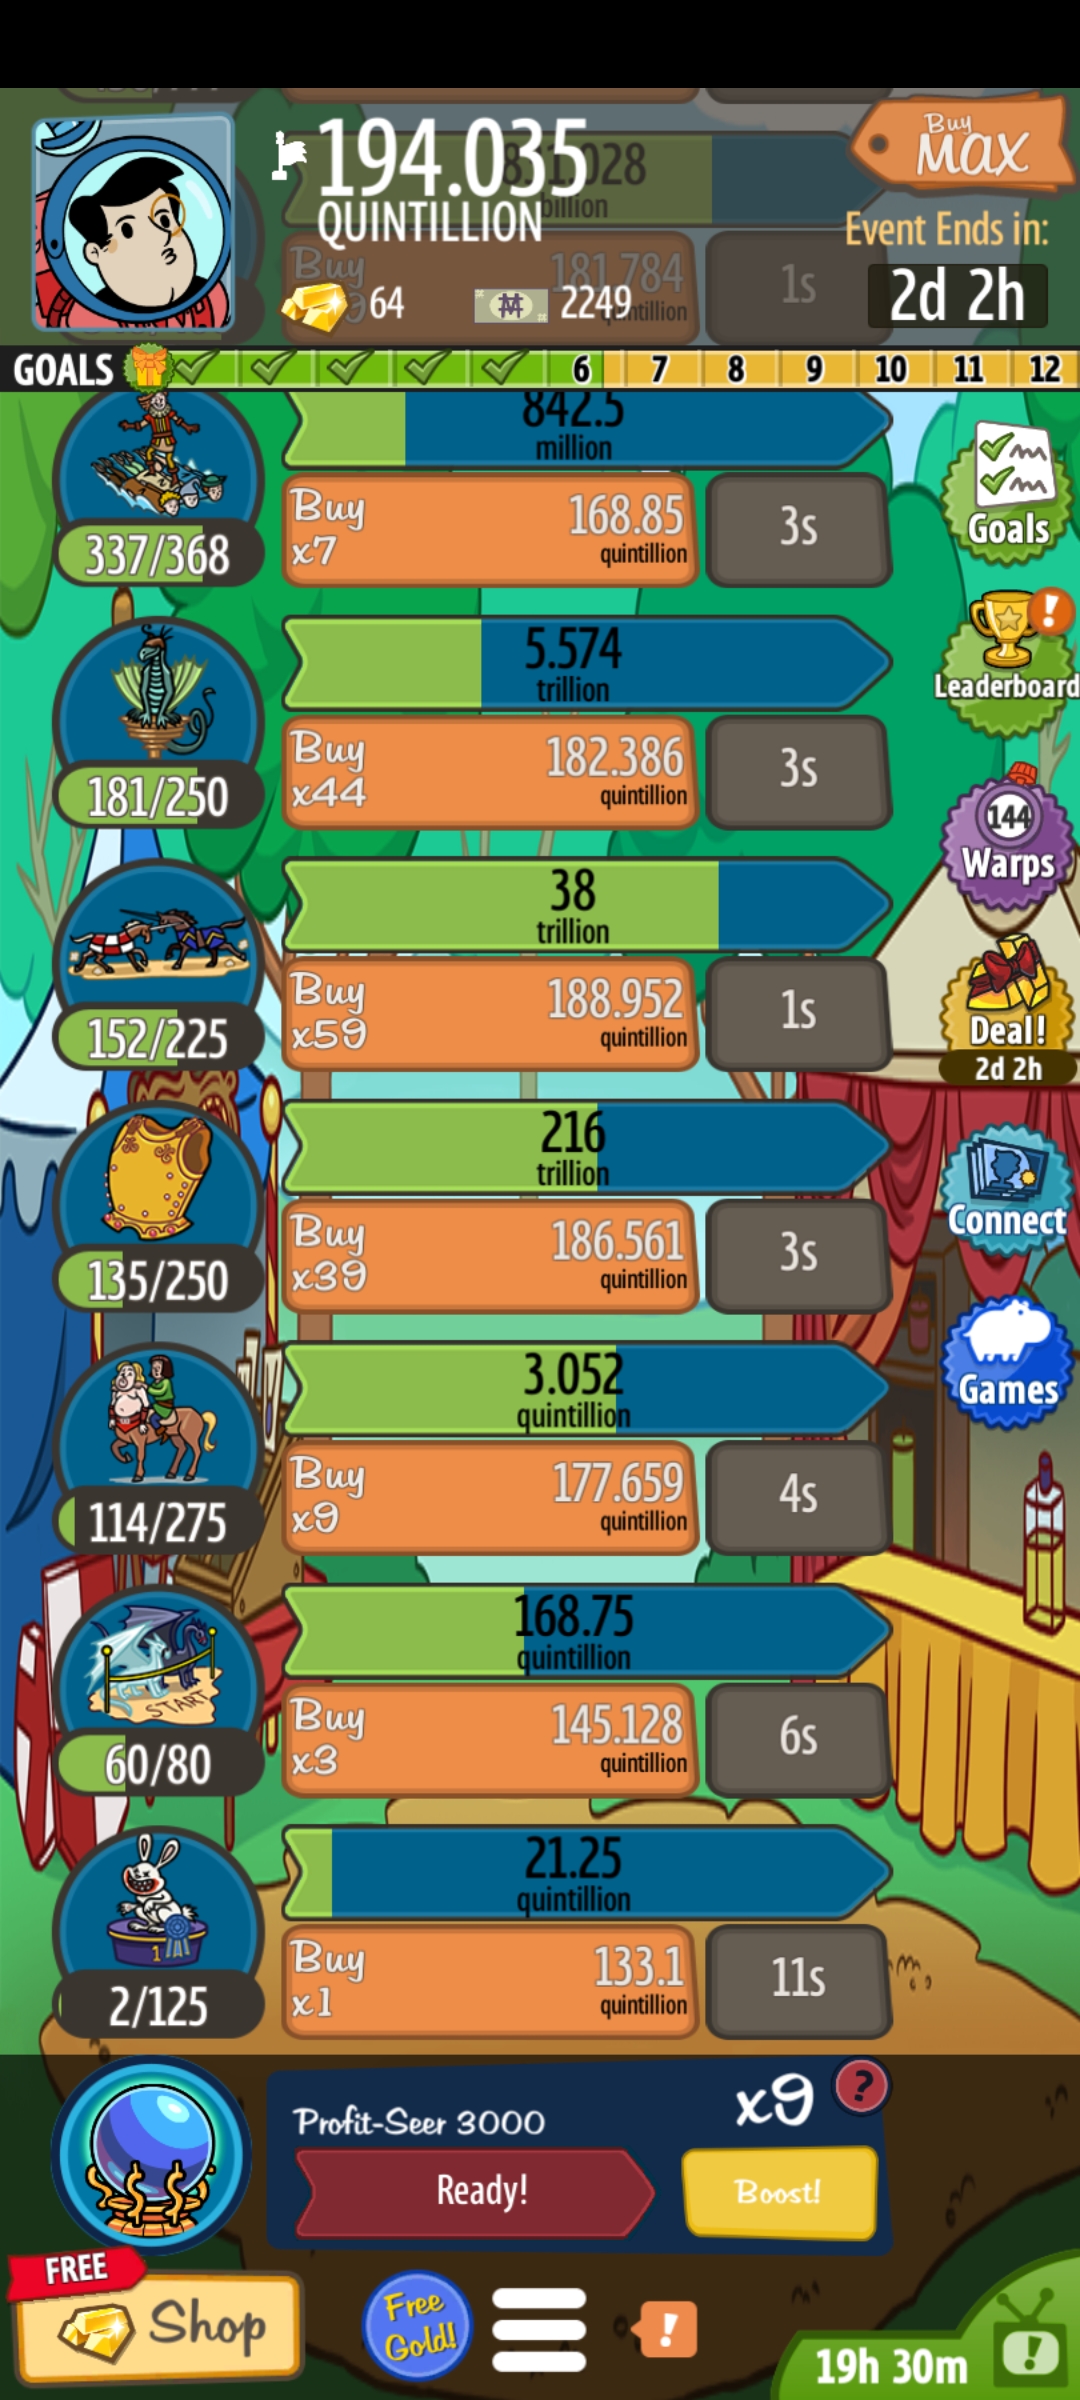 194.035
QUINTILLION
Buy
MAX
Event Ends in:
2d 2h
billion
Buy
181.784
1s
64
2249
GOALS 6 7 8 9 10 11 12
842.5
million
337/368
Buy
x7
168.85
quintillion
3s
Goals
5.574
trillion
181/250
Buy
x44
182.386
quintillion
3s
Leaderboard
38
trillion
152/225
Buy
x59
188.952
quintillion
1s
144
Warps
Deal!
2d 2h
216
trillion
135/250
Buy
x39
186.561
quintillion
3s
Connect
3.052
quintillion
114/275
Buy
x9
177.659
quintillion
4s
Games
168.75
quintillion
START
60/80
Buy
x3
145.128
quintillion
6s
21.25
quintillion
1
2/125
Buy
x1
133.1
quintillion
11s
Profit-Seer 3000
x9
?
Ready!
Boost!
FREE
Shop
Free
Gold!
!
19h 30m
!